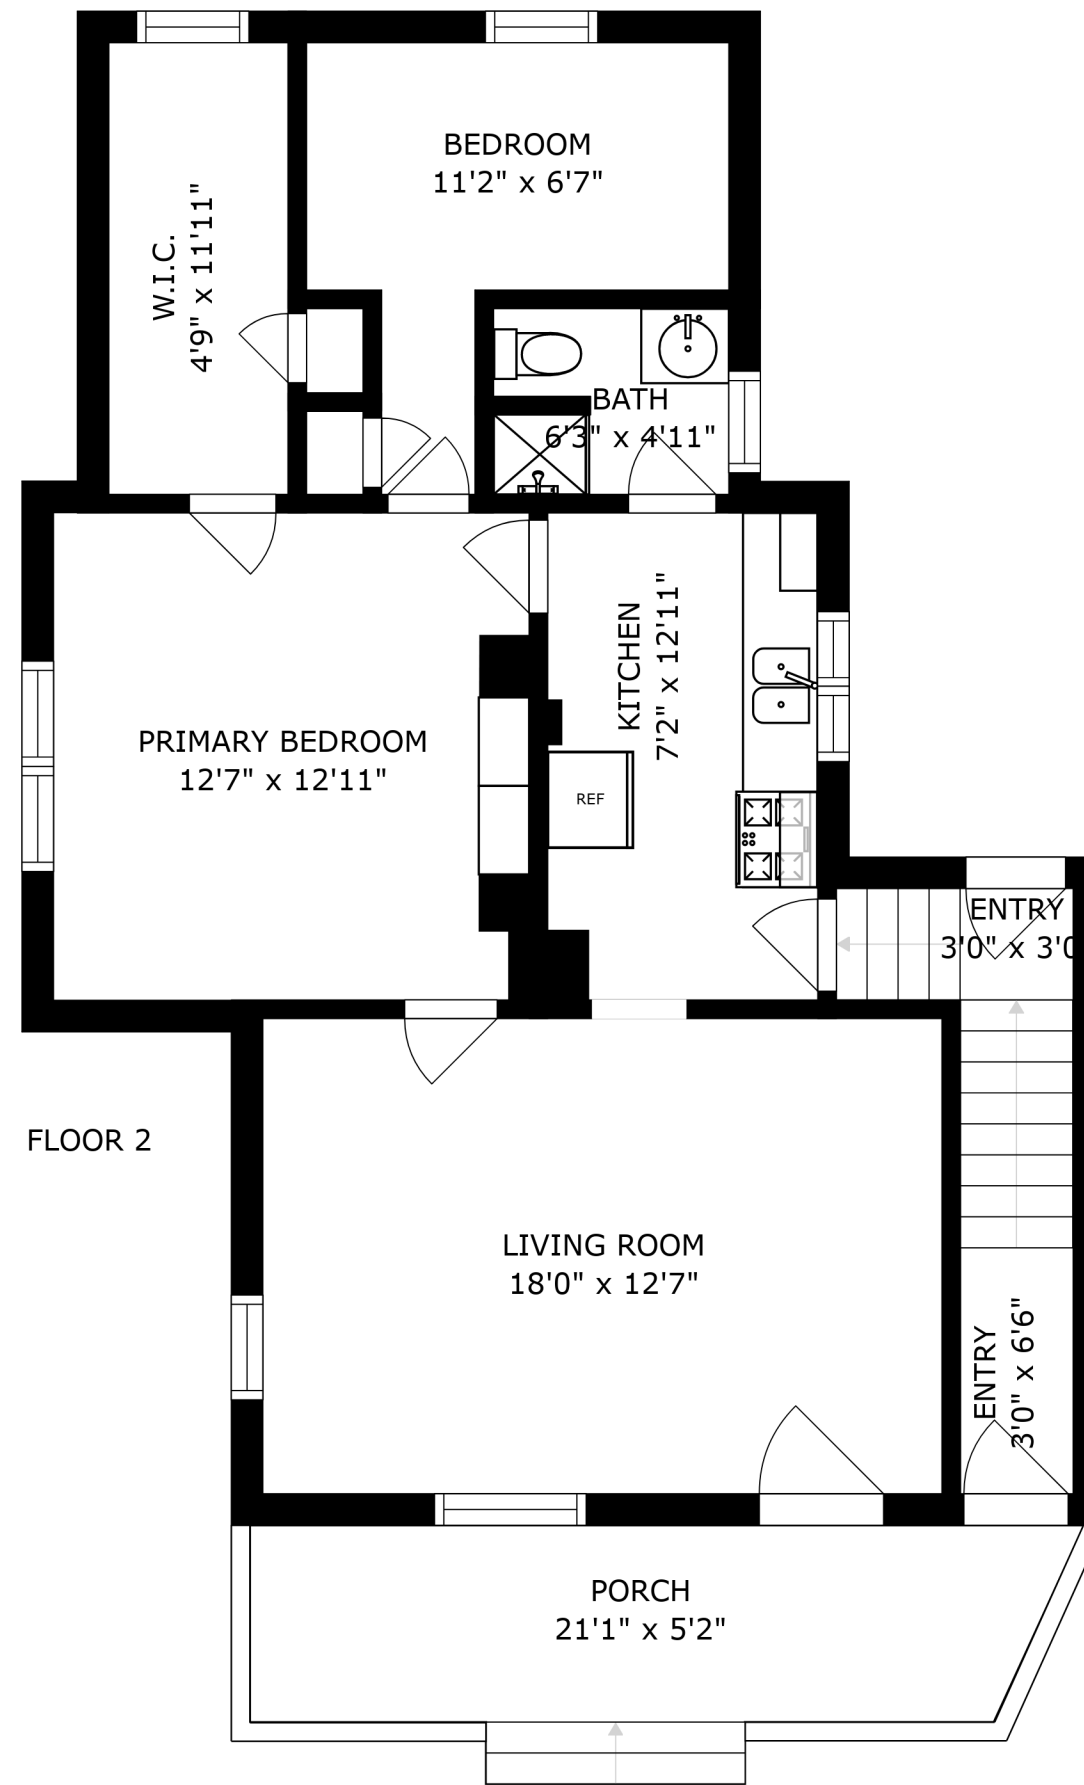 BEDROOM
11'2" x 6'7"
W.I.C.
4'9" x 11'11"
BATH
6'3" x 4'11"
KITCHEN
7'2" x 12'11"
PRIMARY BEDROOM
12'7" x 12'11"
REF
ENTRY
3'0" x 3'0
FLOOR 2
LIVING ROOM
18'0" x 12'7"
ENTRY
3'0" x 6'6"
PORCH
21'1" x 5'2"